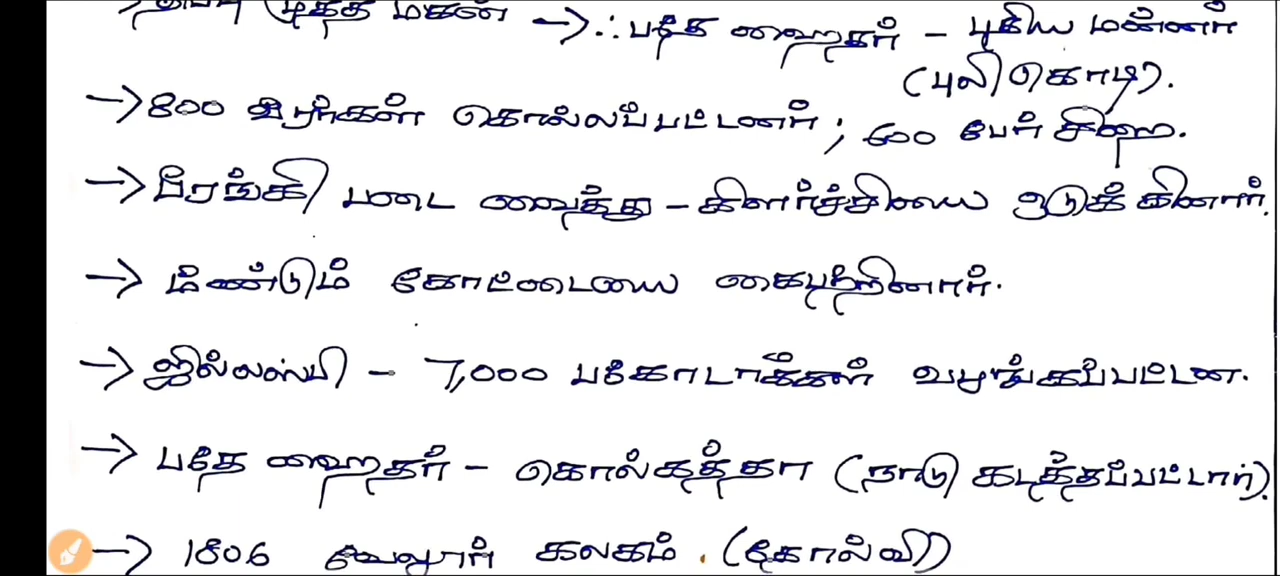 மூத்த மகன் → ∴ பதே ஹைதர் – புதிய மன்னர்
(புலி கொடி).
→ 800 வீரர்கள் கொல்லப்பட்டனர் ; 600 பேர் சிறை.
→ பீரங்கி படை வைத்து – கிளர்ச்சியை ஒடுக்கினார்.
→ மீண்டும் கோட்டையை கைபற்றினார்.
→ ஜில்லஸ்பி – 7,000 பகோடாக்கள் வழங்கப்பட்டன.
→ பதே ஹைதர் – கொல்கத்தா (நாடு கடத்தப்பட்டார்).
→ 1806 வேலூர் கலகம். (தோல்வி)